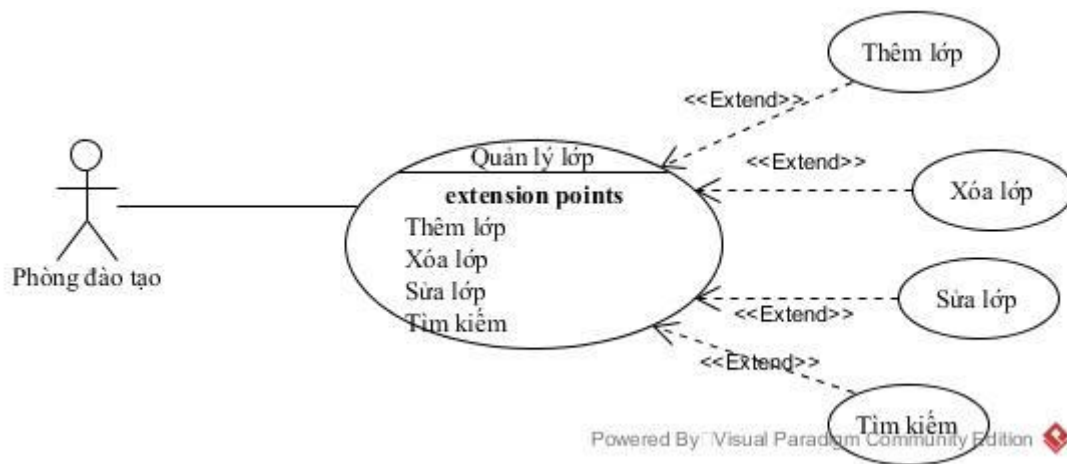 Thêm lớp
<<Extend>>
Quản lý lớp
<<Extend>>
extension points
Xóa lớp
Thêm lớp
Xóa lớp
Phòng đào tạo
Sửa lớp
Sửa lớp
<<Extend>>
Tìm kiếm
<<Extend>>
Tìm kiếm
Powered By Visual Paradigm Community Edition